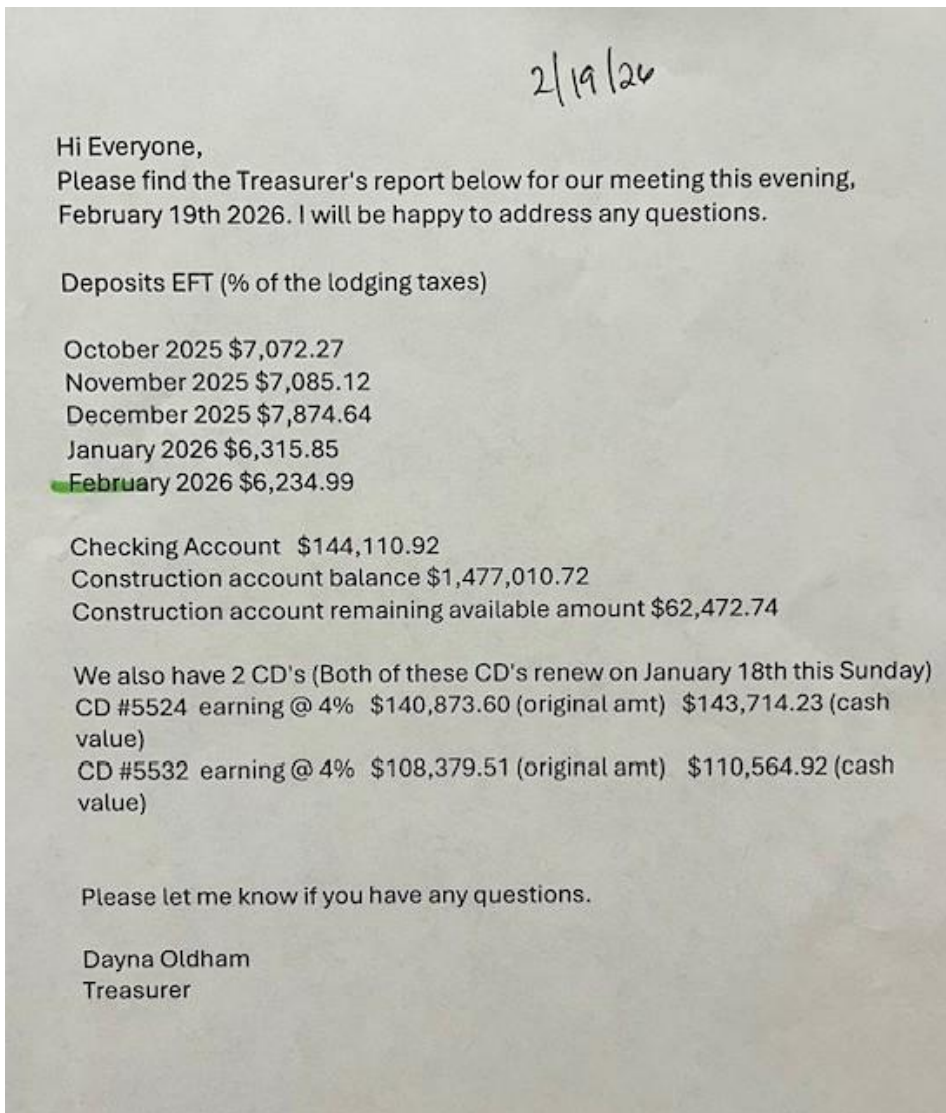 2/19/26
Hi Everyone,
Please find the Treasurer's report below for our meeting this evening,
February 19th 2026. I will be happy to address any questions.
Deposits EFT (% of the lodging taxes)
October 2025 $7,072.27
November 2025 $7,085.12
December 2025 $7,874.64
January 2026 $6,315.85
February 2026 $6,234.99
Checking Account $144,110.92
Construction account balance $1,477,010.72
Construction account remaining available amount $62,472.74
We also have 2 CD's (Both of these CD's renew on January 18th this Sunday)
CD #5524 earning @ 4% $140,873.60 (original amt) $143,714.23 (cash
value)
CD #5532 earning @ 4% $108,379.51 (original amt) $110,564.92 (cash
value)
Please let me know if you have any questions.
Dayna Oldham
Treasurer